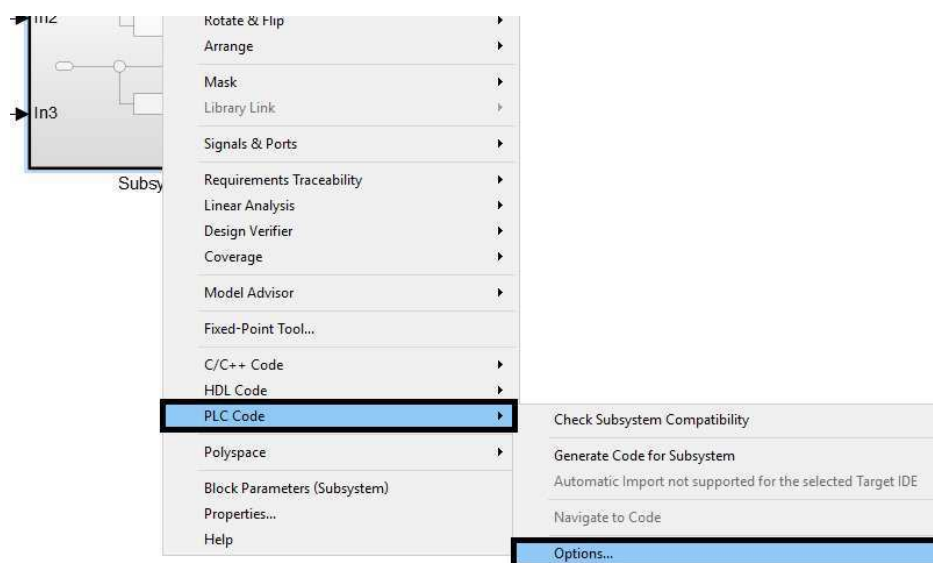 In2
In3
Subsy
Rotate & Flip
Arrange
Mask
Library Link
Signals & Ports
Requirements Traceability
Linear Analysis
Design Verifier
Coverage
Model Advisor
Fixed-Point Tool...
C/C++ Code
HDL Code
PLC Code
Polyspace
Block Parameters (Subsystem)
Properties...
Help
Check Subsystem Compatibility
Generate Code for Subsystem
Automatic Import not supported for the selected Target IDE
Navigate to Code
Options...